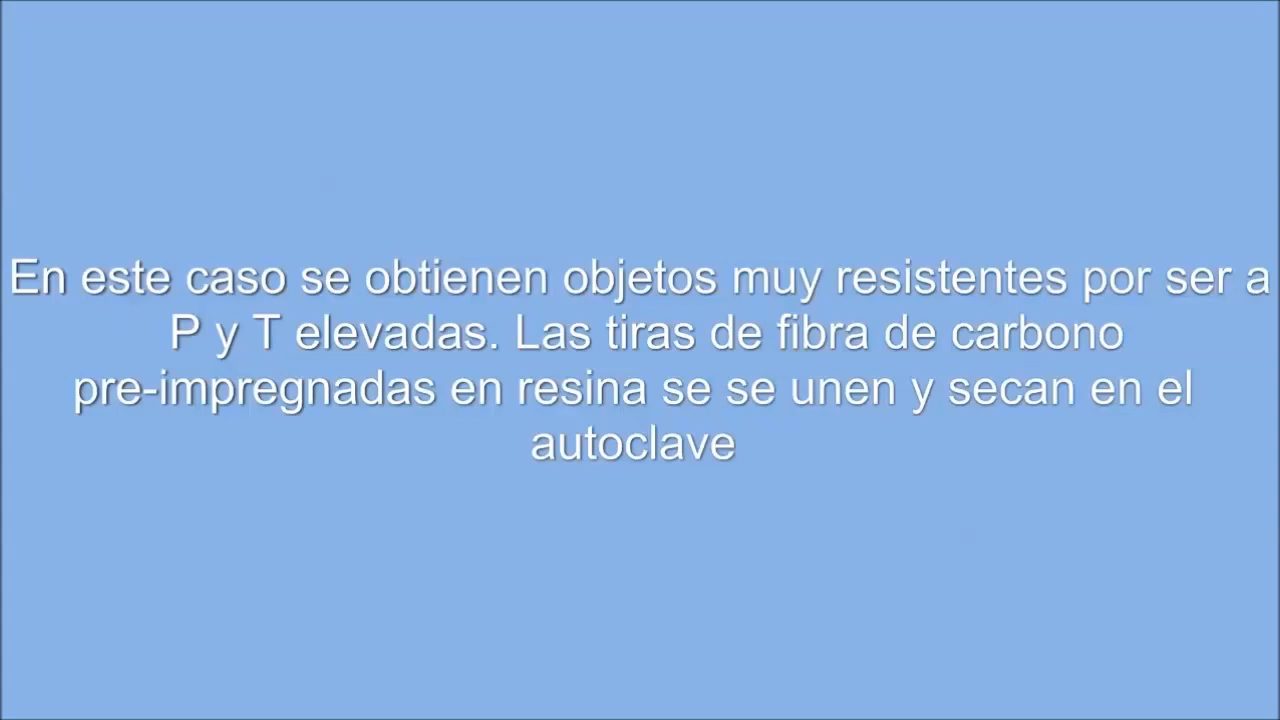 En este caso se obtienen objetos muy resistentes por ser a
P y T elevadas. Las tiras de fibra de carbono
pre-impregnadas en resina se se unen y secan en el
autoclave